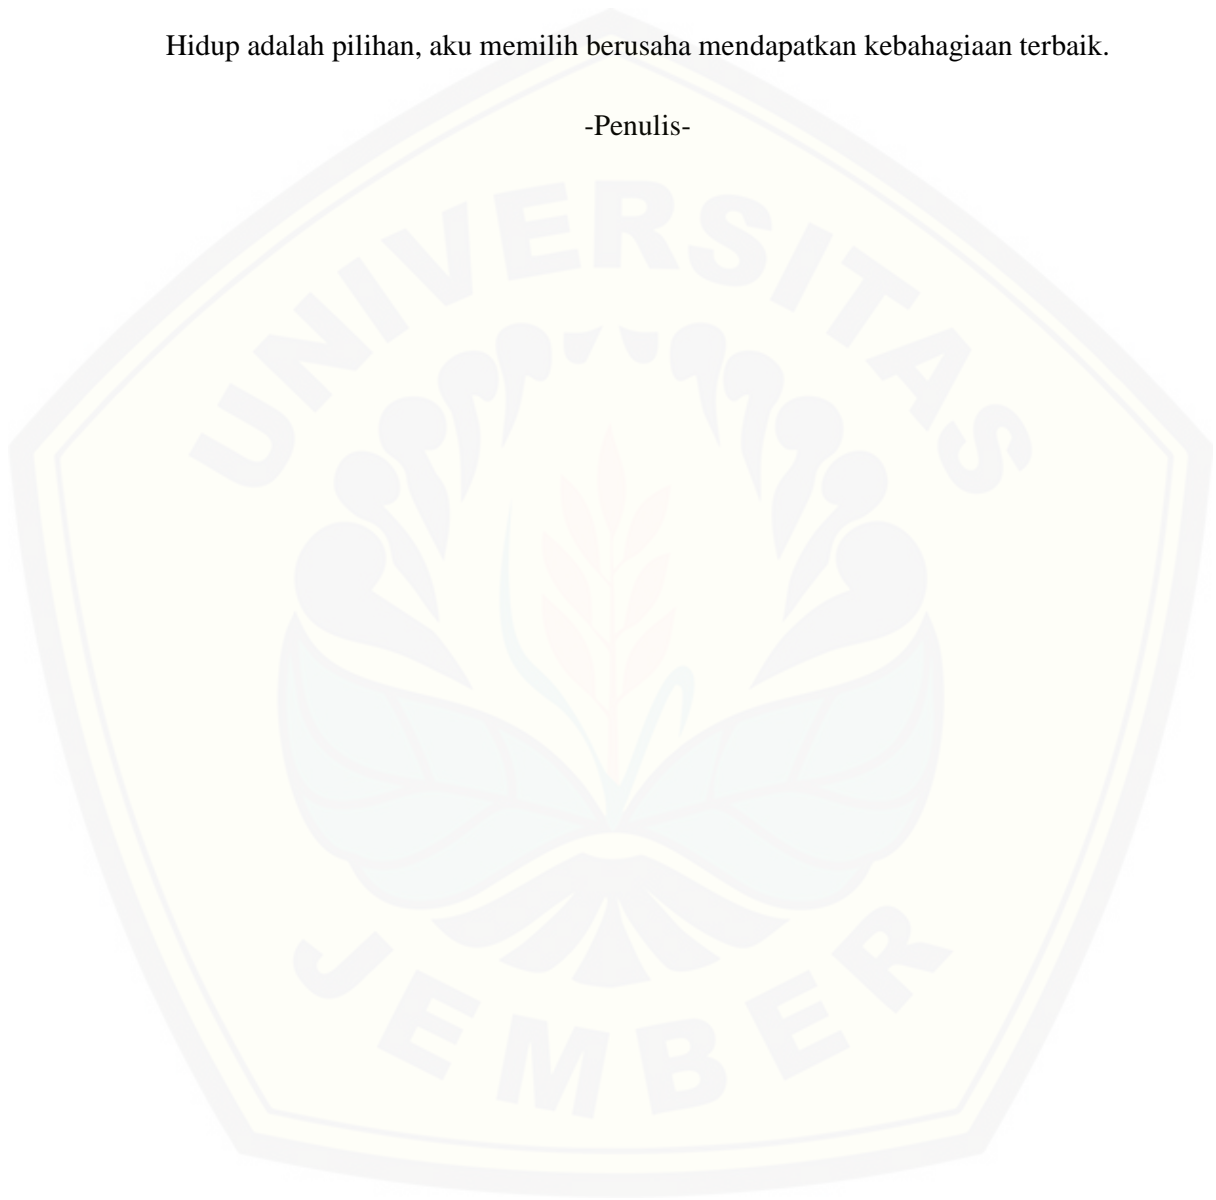 Hidup adalah pilihan, aku memilih berusaha mendapatkan kebahagiaan terbaik.
-Penulis-
UNIVERSITAS
JEMBER